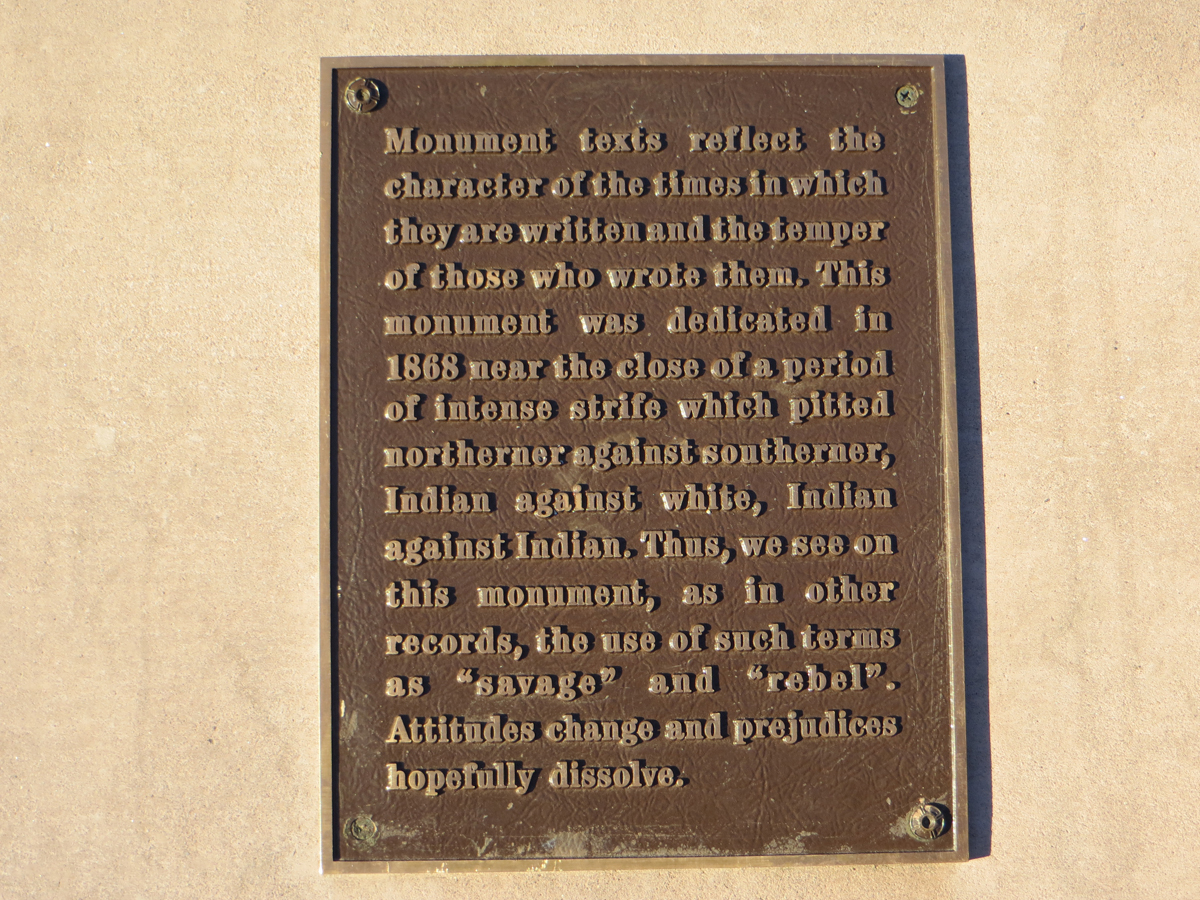 Monument texts reflect the
character of the times in which
they are written and the temper
of those who wrote them. This
monument was dedicated in
1868 near the close of a period
of intense strife which pitted
northerner against southerner,
Indian against white, Indian
against Indian. Thus, we see on
this monument, as in other
records, the use of such terms
as “savage” and “rebel”.
Attitudes change and prejudices
hopefully dissolve.